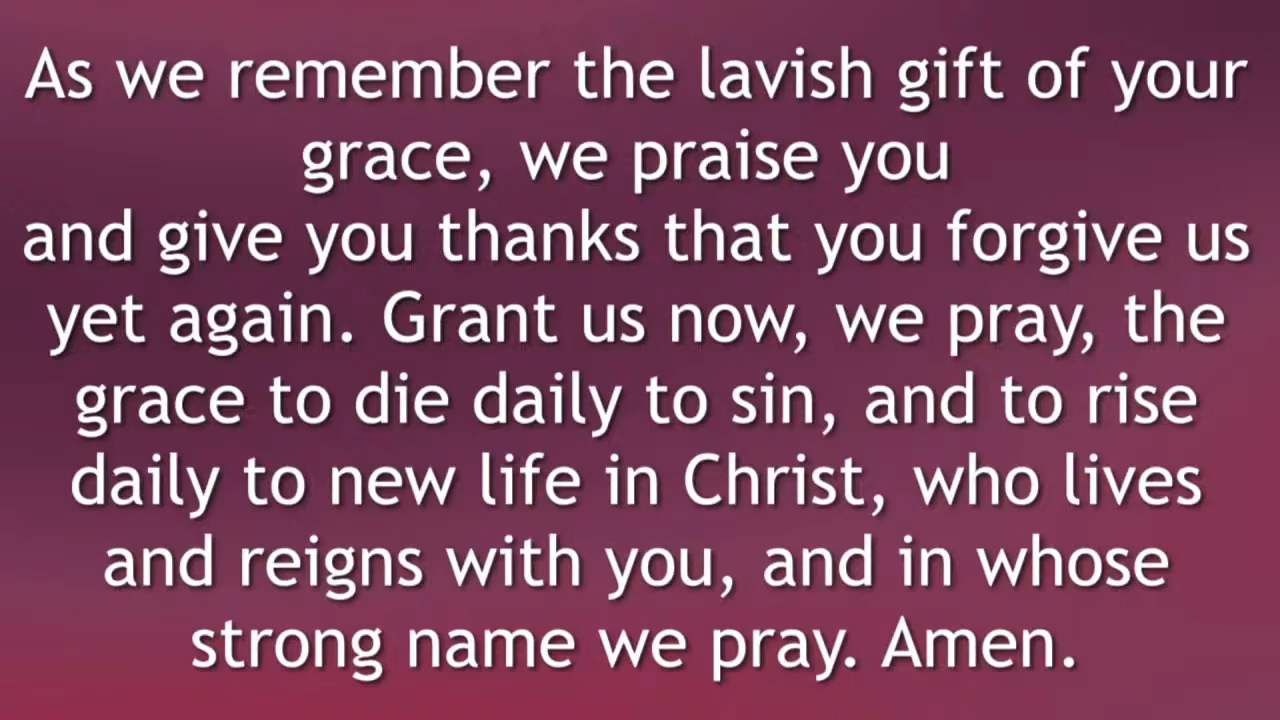 As we remember the lavish gift of your
grace, we praise you
and give you thanks that you forgive us
yet again. Grant us now, we pray, the
grace to die daily to sin, and to rise
daily to new life in Christ, who lives
and reigns with you, and in whose
strong name we pray. Amen.